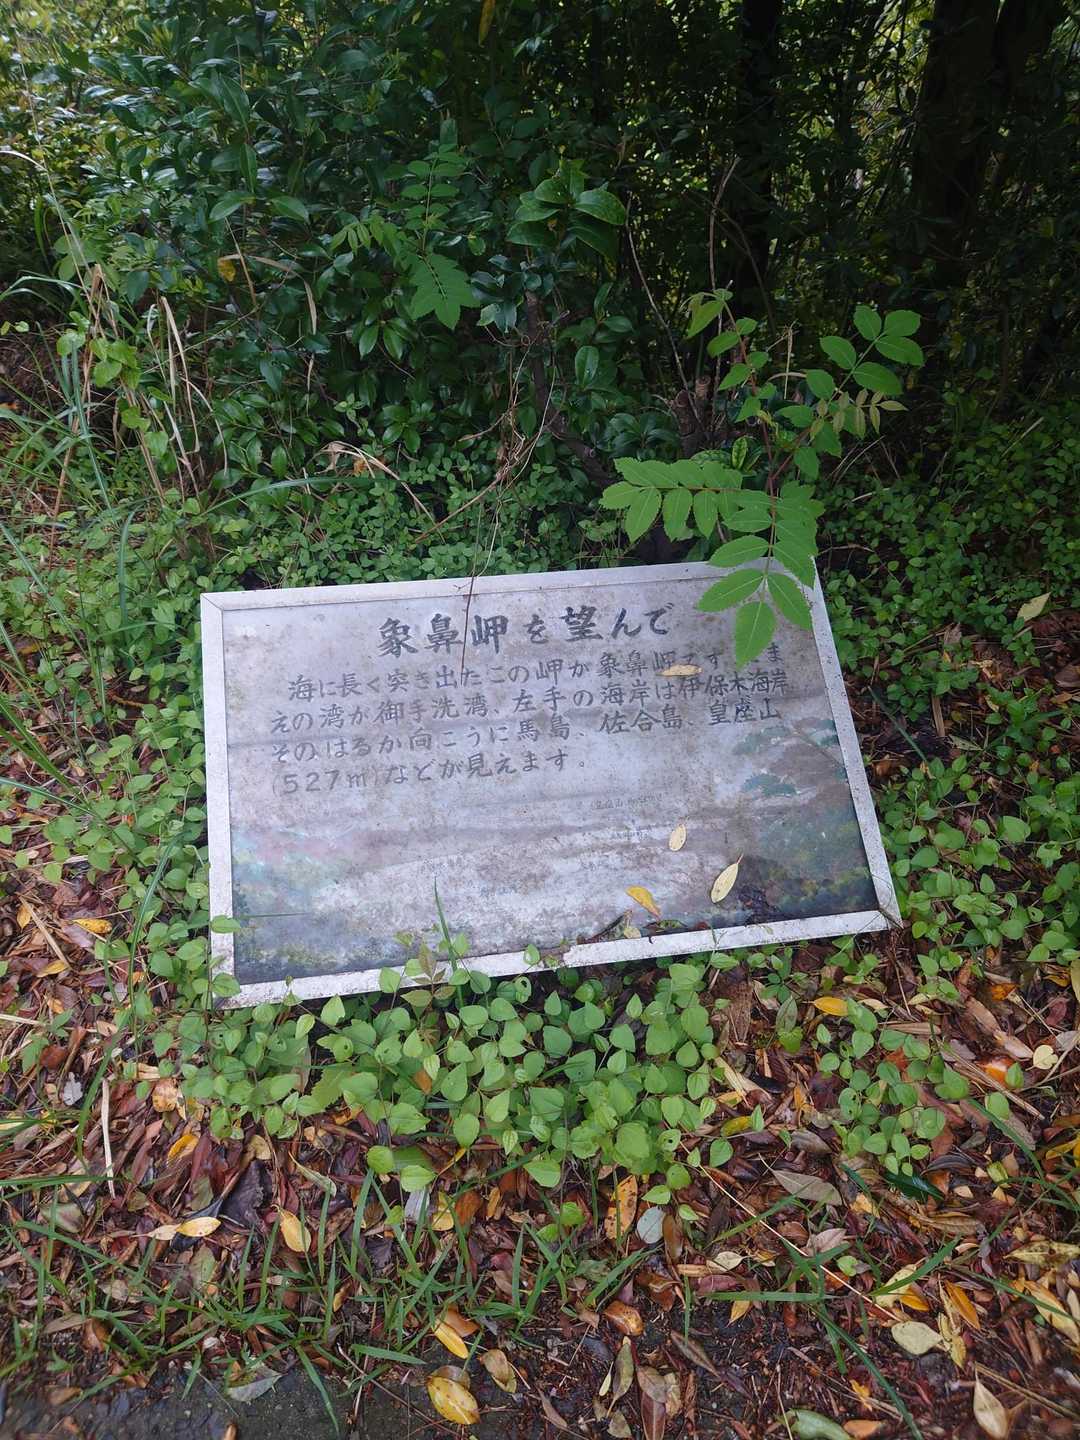 象鼻岬を望んで
海に長く突き出たこの岬が象鼻岬です。ま
えの湾が御手洗湾、左手の海岸は伊保木海岸
そのはるか向こうに馬島、佐合島、皇座山
(527m)などが見えます。